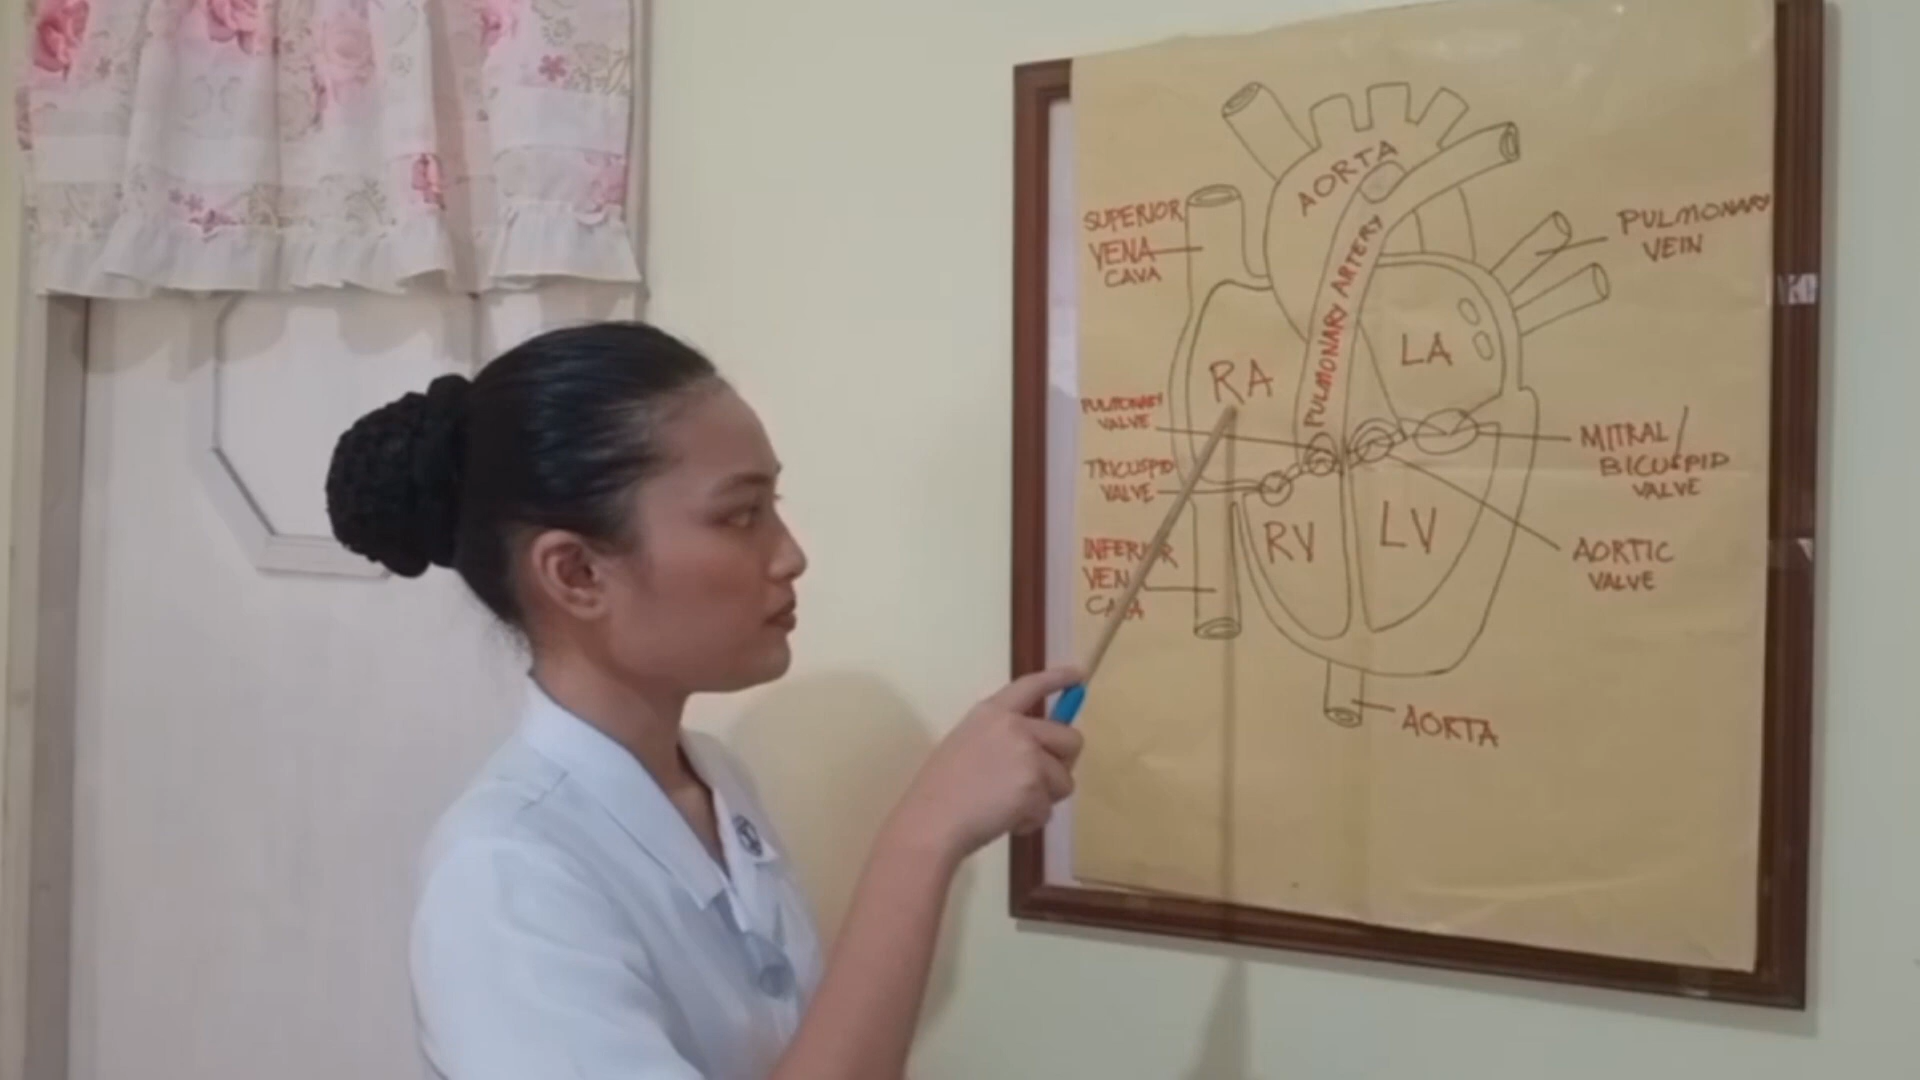 AORTA
SUPERIOR
VENA
CAVA
PULMONARY
VEIN
PULMONARY ARTERY
RA
LA
PULMONARY
VALVE
MITRAL/
BICUSPID
VALVE
TRICUSPID
VALVE
RV
LV
INFERIOR
VEN
CAVA
AORTIC
VALVE
AORTA